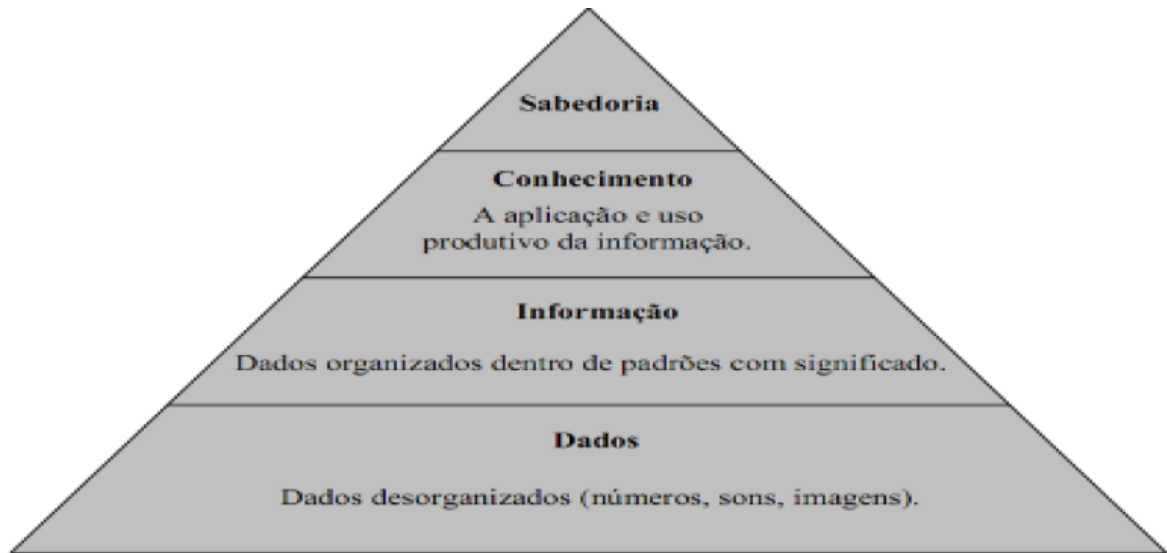 Sabedoria
Conhecimento
A aplicação e uso
produtivo da informação.
Informação
Dados organizados dentro de padrões com significado.
Dados
Dados desorganizados (números, sons, imagens).